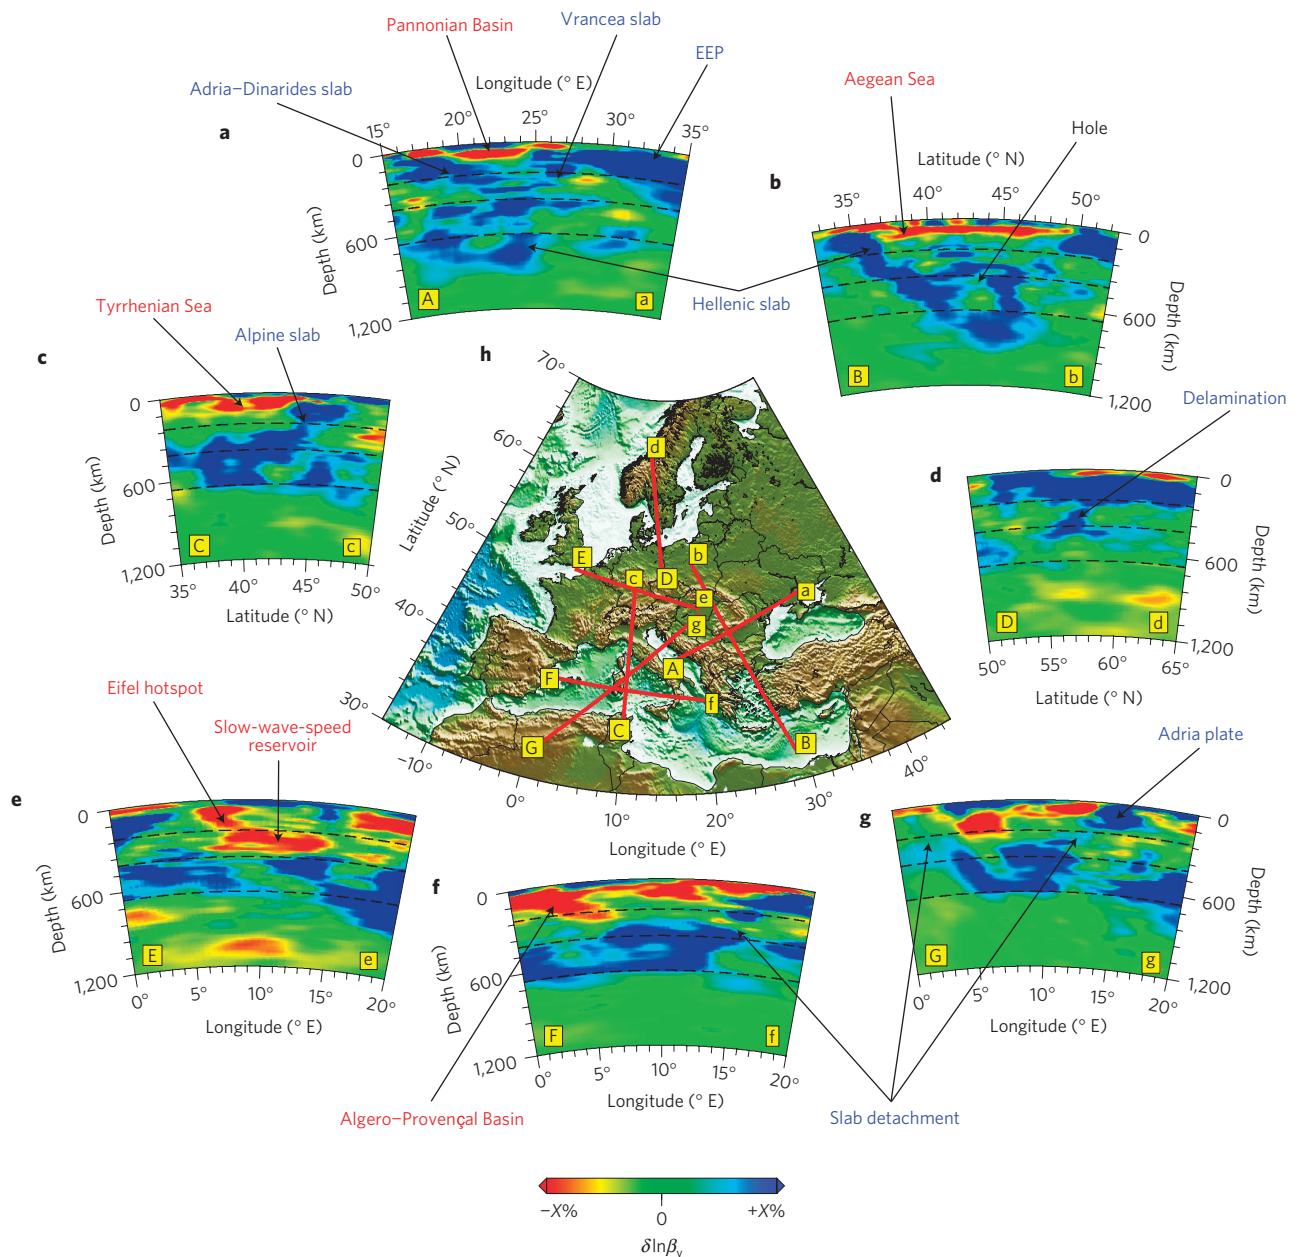 Pannonian Basin
Vrancea slab
EEP
Adria–Dinarides slab
Longitude (° E)
a
15°
20°
25°
30°
35°
0
600
1,200
Depth (km)
A
a
Aegean Sea
Hole
Latitude (° N)
b
35°
40°
45°
50°
0
600
1,200
Depth (km)
B
b
Hellenic slab
Tyrrhenian Sea
Alpine slab
c
0
600
1,200
Depth (km)
C
c
35°
40°
45°
50°
Latitude (° N)
h
70°
60°
50°
40°
30°
Latitude (° N)
d
E
b
c
D
e
a
g
A
F
f
C
G
B
−10°
0°
10°
20°
30°
40°
Longitude (° E)
Delamination
d
0
600
1,200
Depth (km)
D
d
50°
55°
60°
65°
Latitude (° N)
Eifel hotspot
Slow-wave-speed
reservoir
e
0
600
1,200
Depth (km)
E
e
0°
5°
10°
15°
20°
Longitude (° E)
f
0
600
1,200
Depth (km)
F
f
0°
5°
10°
15°
20°
Longitude (° E)
Adria plate
g
0
600
1,200
Depth (km)
G
g
0°
5°
10°
15°
20°
Longitude (° E)
Algero–Provençal Basin
Slab detachment
−X%
0
+X%
δlnβv